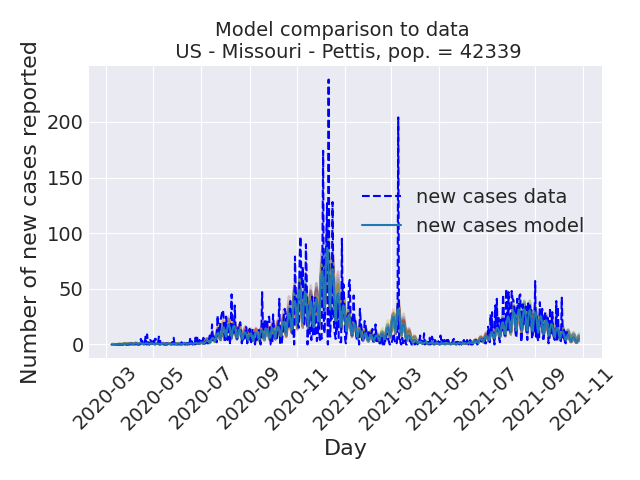 Model comparison to data
US - Missouri - Pettis, pop. = 42339
Number of new cases reported
200
150
100
50
0
new cases data
new cases model
2020-03
2020-05
2020-07
2020-09
2020-11
2021-01
2021-03
2021-05
2021-07
2021-09
2021-11
Day